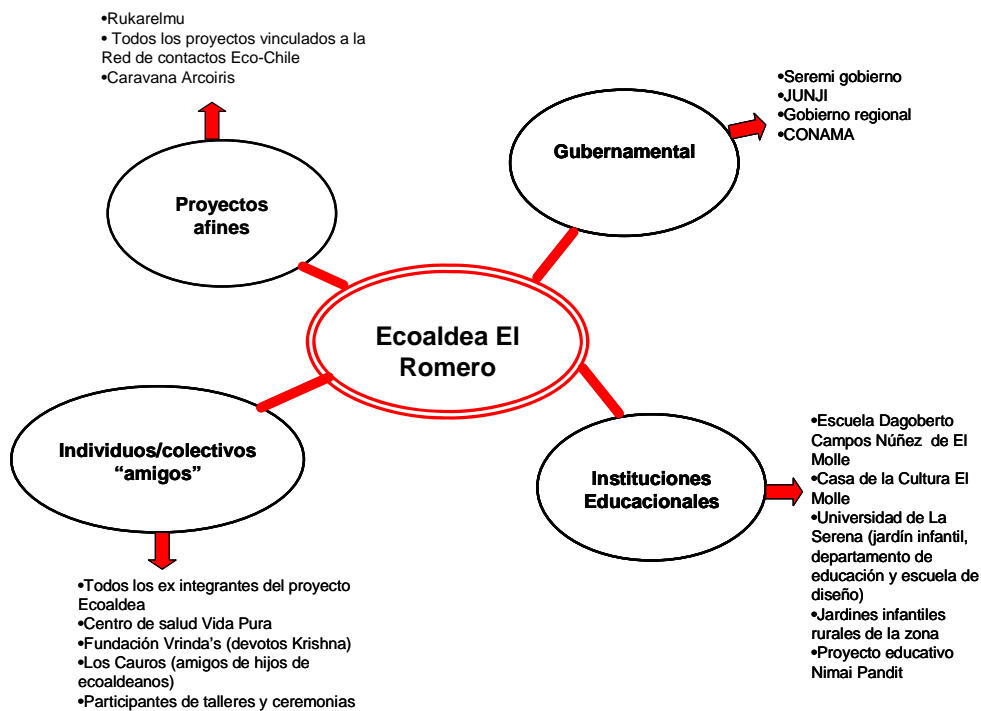 •Rukarelmu
• Todos los proyectos vinculados a la
Red de contactos Eco-Chile
•Caravana Arcoiris
Proyectos
afines
Gubernamental
•Seremi gobierno
•JUNJI
•Gobierno regional
•CONAMA
Ecoaldea El
Romero
Individuos/colectivos
“amigos”
•Todos los ex integrantes del proyecto
Ecoaldea
•Centro de salud Vida Pura
•Fundación Vrinda's (devotos Krishna)
•Los Cauros (amigos de hijos de
ecoaldeanos)
•Participantes de talleres y ceremonias
Instituciones
Educacionales
•Escuela Dagoberto
Campos Núñez de El
Molle
•Casa de la Cultura El
Molle
•Universidad de La
Serena (jardín infantil,
departamento de
educación y escuela de
diseño)
•Jardines infantiles
rurales de la zona
•Proyecto educativo
Nimai Pandit